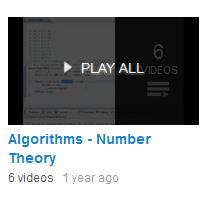 6
VIDEOS
PLAY ALL
Algorithms - Number
Theory
6 videos 1 year ago